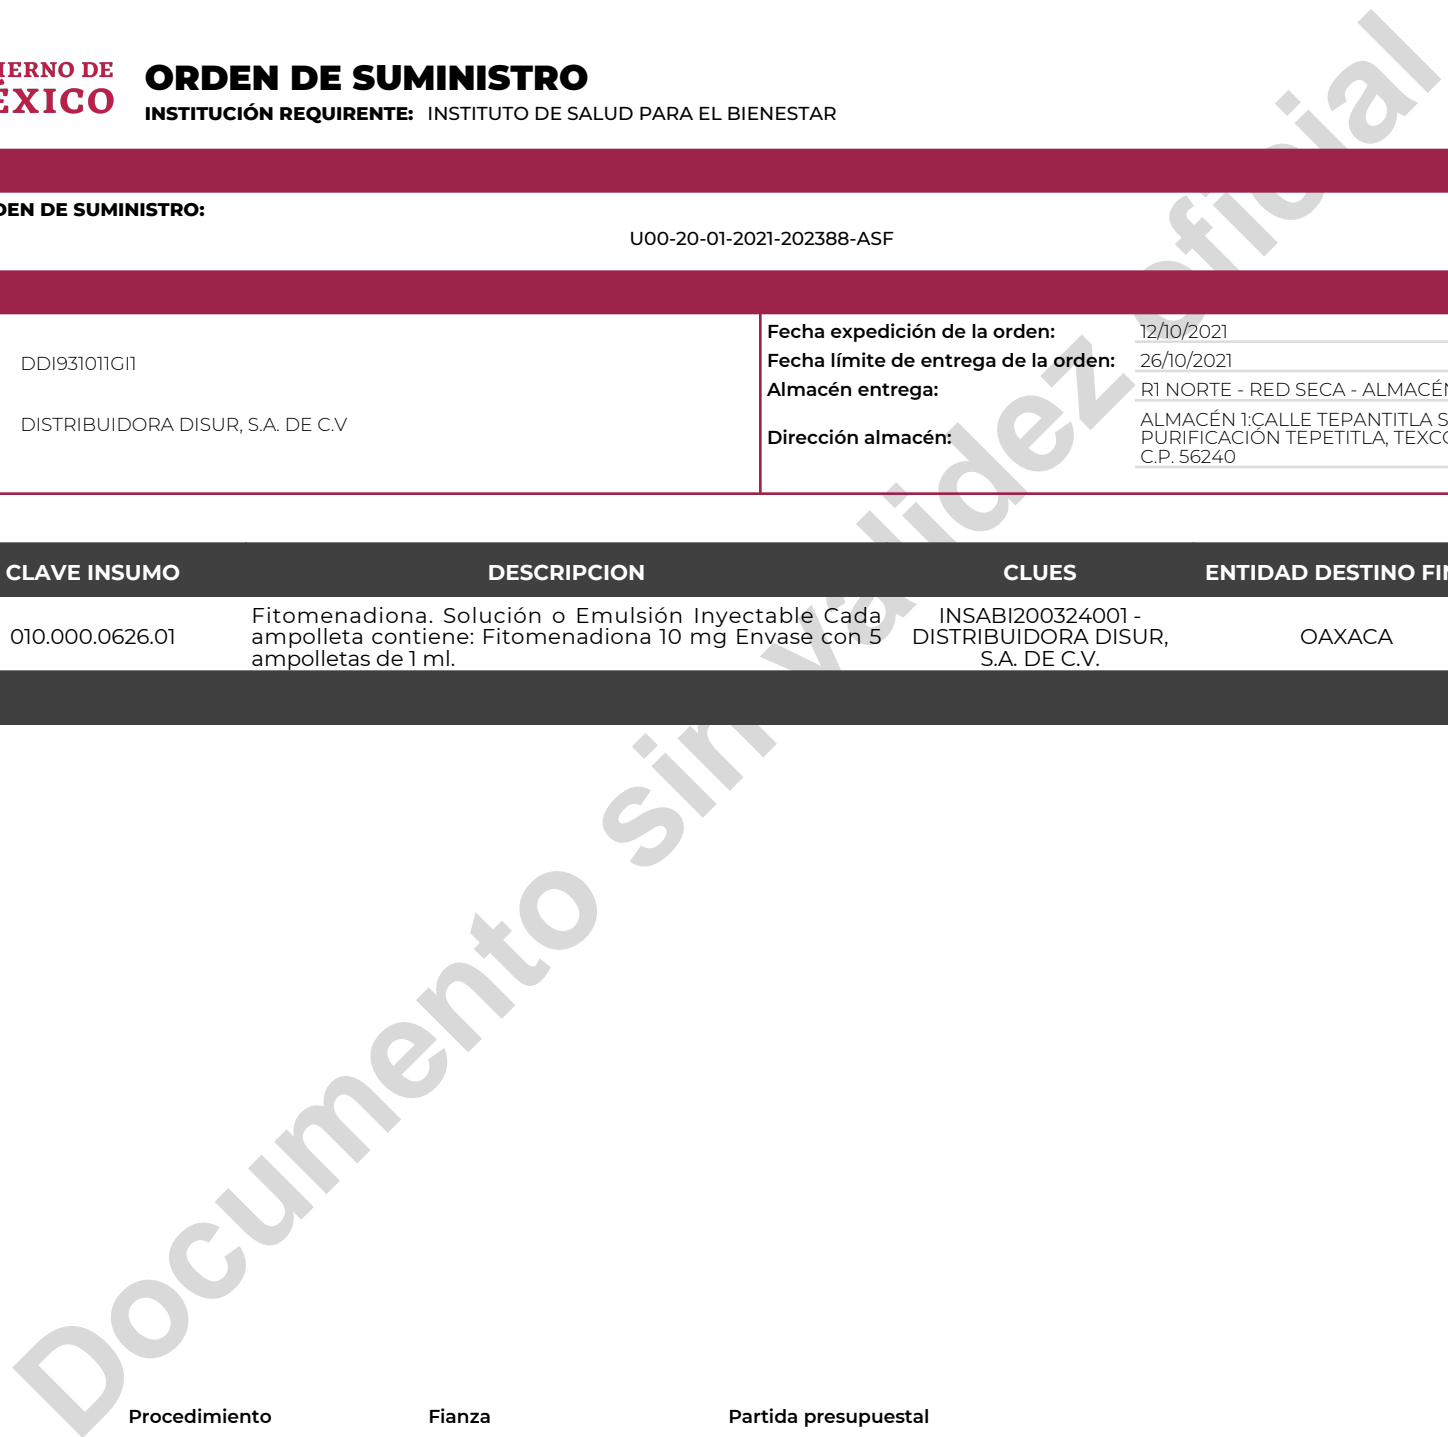 IERNO DE
ÉXICO
ORDEN DE SUMINISTRO
INSTITUCIÓN REQUIRENTE: INSTITUTO DE SALUD PARA EL BIENESTAR
DEN DE SUMINISTRO:
U00-20-01-2021-202388-ASF
DDI931011GI1
DISTRIBUIDORA DISUR, S.A. DE C.V
Fecha expedición de la orden: 12/10/2021
Fecha límite de entrega de la orden: 26/10/2021
Almacén entrega: R1 NORTE - RED SECA - ALMACÉN
Dirección almacén:
ALMACÉN 1:CALLE TEPANTITLA S
PURIFICACIÓN TEPETITLA, TEXCO
C.P. 56240
CLAVE INSUMO DESCRIPCION CLUES ENTIDAD DESTINO FIN
010.000.0626.01
Fitomenadiona. Solución o Emulsión Inyectable Cada
ampolleta contiene: Fitomenadiona 10 mg Envase con 5
ampolletas de 1 ml.
INSABI200324001 -
DISTRIBUIDORA DISUR,
S.A. DE C.V.
OAXACA
Documento sin validez oficial
Procedimiento Fianza Partida presupuestal